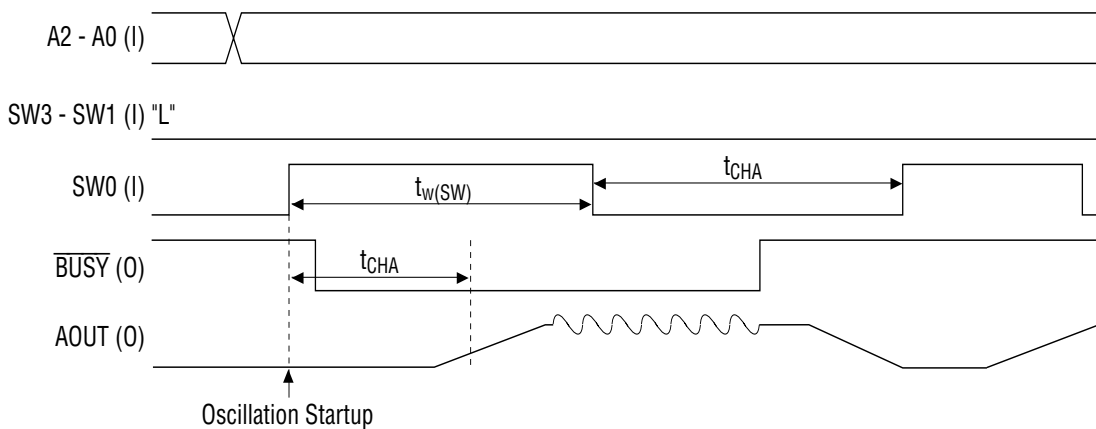 A2 - A0 (I)
SW3 - SW1 (I) "L"
SW0 (I)
tw(SW)
tCHA
BUSY (O)
tCHA
AOUT (O)
Oscillation Startup